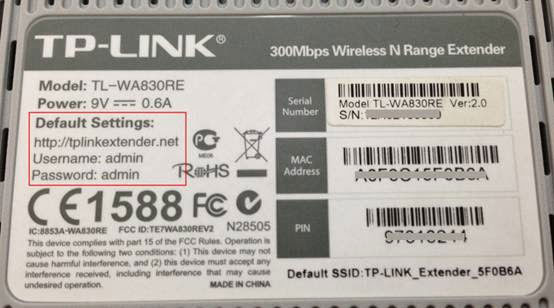 TP-LINK®
300Mbps Wireless N Range Extender
Model: TL-WA830RE
Power: 9V 0.6A
Default Settings:
http://tplinkextender.net
Username: admin
Password: admin
RoHS
CE1588 FC
N28505
IC:8853A-WA830RE FCC ID:TE7WA830REV2
This device complies with part 15 of the FCC Rules. Operation is
subject to the following two conditions: (1) This device may not
cause harmful interference, and (2) this device must accept any
interference received, including interference that may cause
undesired operation. MADE IN CHINA
Serial
Number
Model TL-WA830RE Ver:2.0
S/N:
MAC
Address
PIN
Default SSID:TP-LINK_Extender_5F0B6A